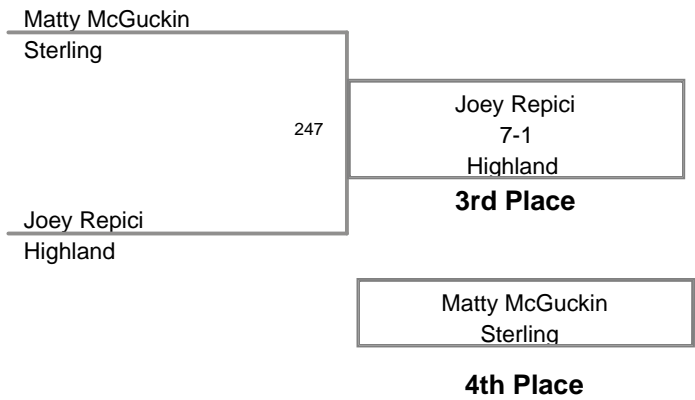 Matty McGuckin
Sterling
247
Joey Repici
7-1
Highland
3rd Place
Joey Repici
Highland
Matty McGuckin
Sterling
4th Place